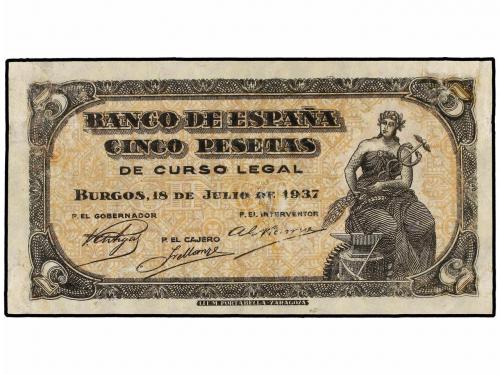 BANCO DE ESPAÑA
CINCO PESETAS
DE CURSO LEGAL
BURGOS, 18 DE JULIO DE 1937
P. EL GOBERNADOR
P. EL INTERVENTOR
P. EL CAJERO
LIT. M. PORTABELLA-ZARAGOZA